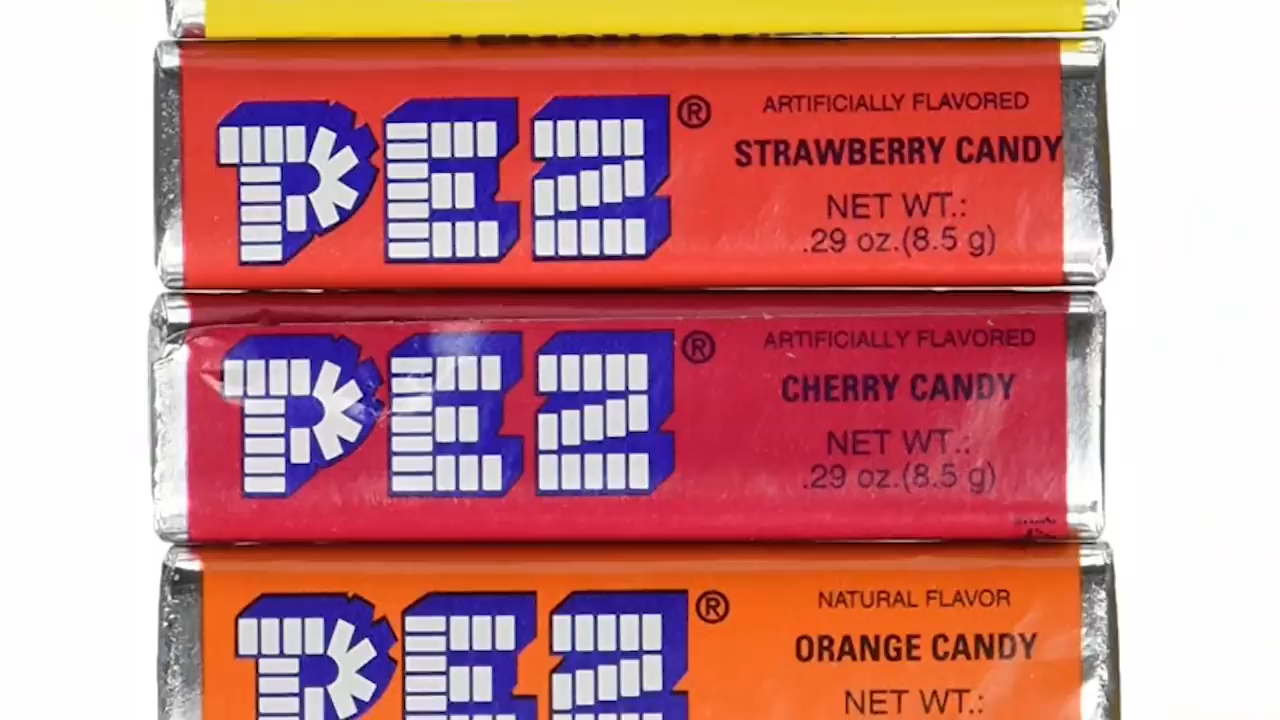 PEZ®
ARTIFICIALLY FLAVORED
STRAWBERRY CANDY
NET WT.:
.29 oz.(8.5 g)
PEZ®
ARTIFICIALLY FLAVORED
CHERRY CANDY
NET WT.:
.29 oz.(8.5 g)
PEZ®
NATURAL FLAVOR
ORANGE CANDY
NET WT.: